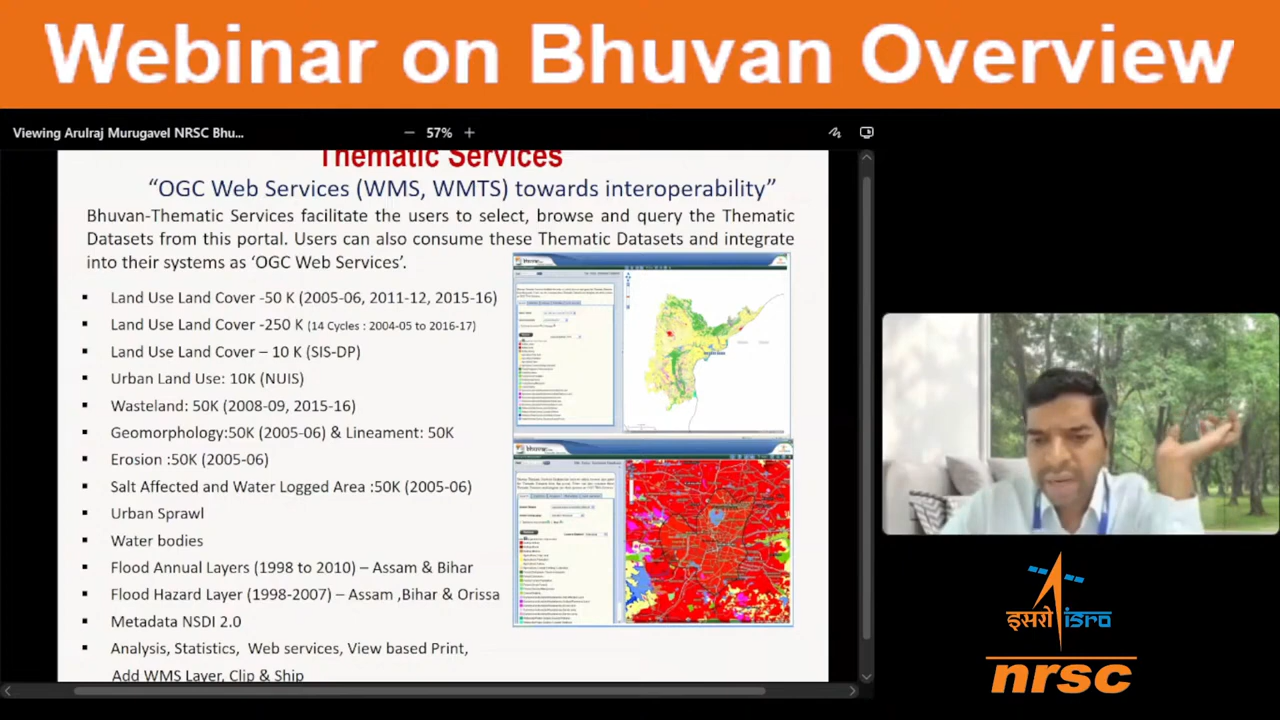 Webinar on Bhuvan Overview
Viewing Arulraj Murugavel NRSC Bhu...
57%
Thematic Services
“OGC Web Services (WMS, WMTS) towards interoperability”
Bhuvan-Thematic Services facilitate the users to select, browse and query the Thematic
Datasets from this portal. Users can also consume these Thematic Datasets and integrate
into their systems as ‘OGC Web Services’.
Land Use Land Cover -50 K (2005-06, 2011-12, 2015-16)
Land Use Land Cover -250 K (14 Cycles : 2004-05 to 2016-17)
Land Use Land Cover – 10 K (SIS-DP)
Urban Land Use: 10K (NUIS)
Wasteland: 50K (2008-09, 2015-16)
Geomorphology:50K (2005-06) & Lineament: 50K
Erosion :50K (2005-06)
Salt Affected and Water Logged Area :50K (2005-06)
Urban Sprawl
Water bodies
Flood Annual Layers (1998 to 2010) – Assam & Bihar
Flood Hazard Layer (1998-2007) – Assam ,Bihar & Orissa
Metadata NSDI 2.0
Analysis, Statistics, Web services, View based Print,
Add WMS Layer, Clip & Ship
इसरो isro
nrsc